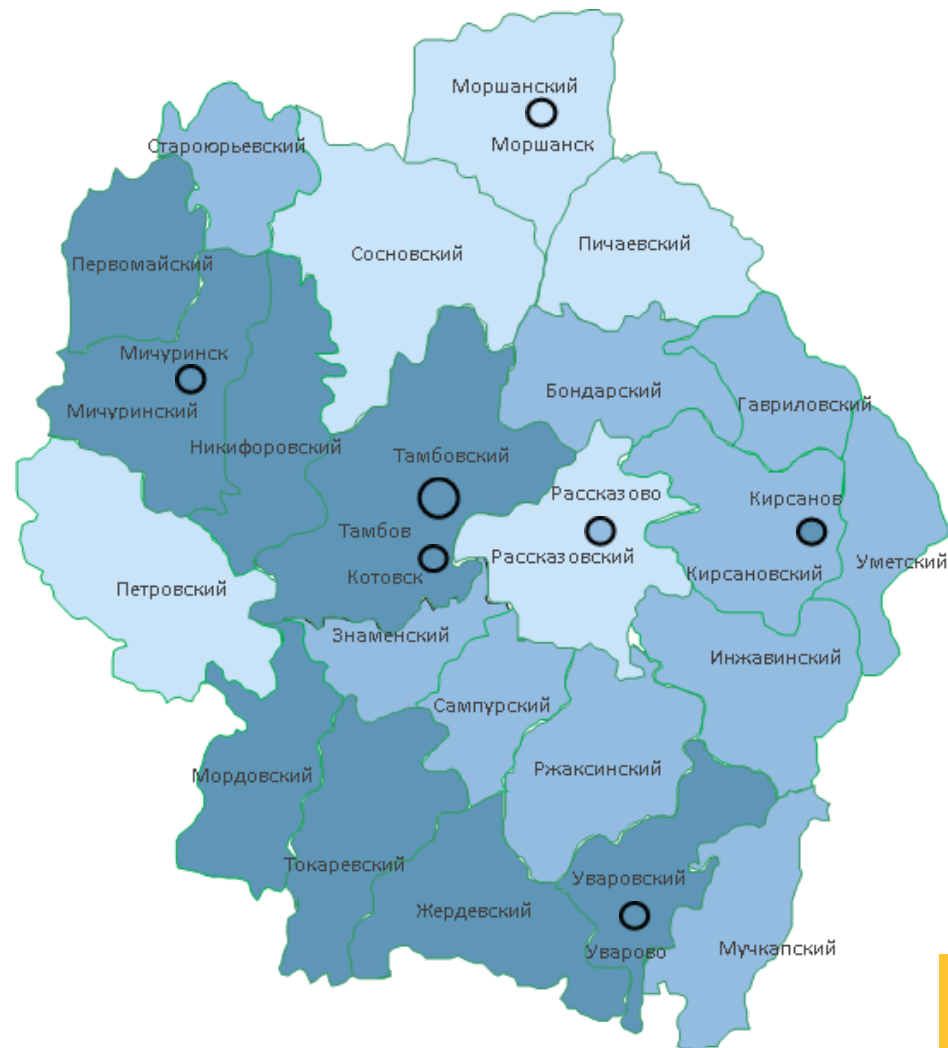 Моршанский
Моршанск
Староюрьевский
Пичаевский
Сосновский
Первомайский
Мичуринск
Мичуринский
Бондарский
Гавриловский
Никифоровский
Тамбовский
Рассказово
Кирсанов
Тамбов
Рассказовский
Уметский
Котовск
Кирсановский
Петровский
Знаменский
Инжавинский
Сампурский
Ржаксинский
Мордовский
Токаревский
Уваровский
Жердевский
Уварово
Мучкапский